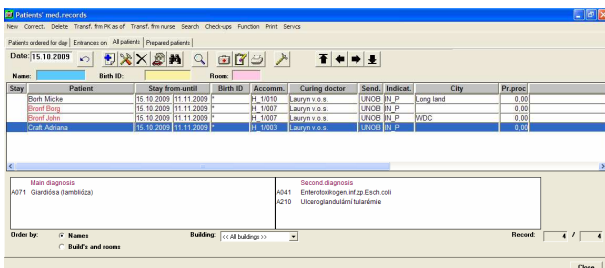 Patients' med.records
New Correct. Delete Transf. frm PK as of Transf. frm nurse Search Check-ups Function Print Servcs
Patients ordered for day Entrances on All patients Prepared patients
Date: 15.10.2009
Name: Birth ID: Room:
Stay Patient Stay from-until Birth ID Accomm. Curing doctor Send. Indicat. City Pr.proc
Borh Micke 15.10.2009 11.11.2009 * H_1/010 Lauryn v.o.s. UNOB IN_P Long land 0,00
Bronf Borg 15.10.2009 11.11.2009 * H_1/007 Lauryn v.o.s. UNOB IN_P 0,00
Bronf John 15.10.2009 11.11.2009 * H_1/007 Lauryn v.o.s. UNOB IN_P WDC 0,00
Craft Adriana 15.10.2009 11.11.2009 * H_1/003 Lauryn v.o.s. UNOB IN_P 0,00
Main diagnosis Second.diagnosis
A071 Giardiósa (lamblióza) A041 Enterotoxikogen.inf.zp.Esch.coli
A210 Ulceroglandulární tularémie
Order by: Names Building: << All buildings >> Record: 4 / 4
Build's and rooms
Close